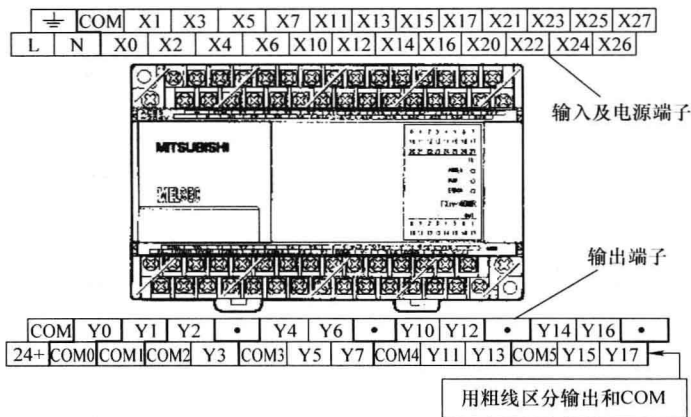 ⏚ COM X1 X3 X5 X7 X11 X13 X15 X17 X21 X23 X25 X27
L N X0 X2 X4 X6 X10 X12 X14 X16 X20 X22 X24 X26
输入及电源端子
MITSUBISHI
MELSEC
输出端子
COM Y0 Y1 Y2 • Y4 Y6 • Y10 Y12 • Y14 Y16 •
24+ COM0 COM1 COM2 Y3 COM3 Y5 Y7 COM4 Y11 Y13 COM5 Y15 Y17
用粗线区分输出和COM